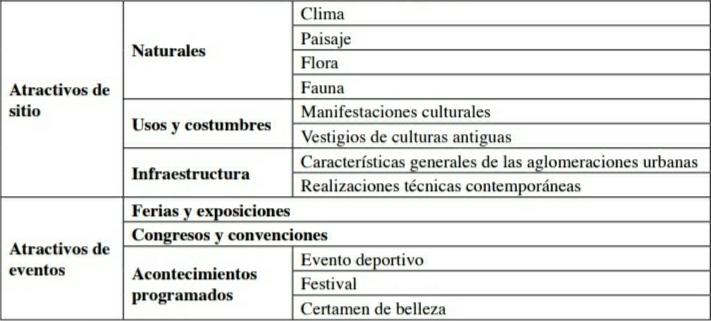 Atractivos de
sitio
Naturales
Clima
Paisaje
Flora
Fauna
Usos y costumbres
Manifestaciones culturales
Vestigios de culturas antiguas
Infraestructura
Características generales de las aglomeraciones urbanas
Realizaciones técnicas contemporáneas
Atractivos de
eventos
Ferias y exposiciones
Congresos y convenciones
Acontecimientos
programados
Evento deportivo
Festival
Certamen de belleza